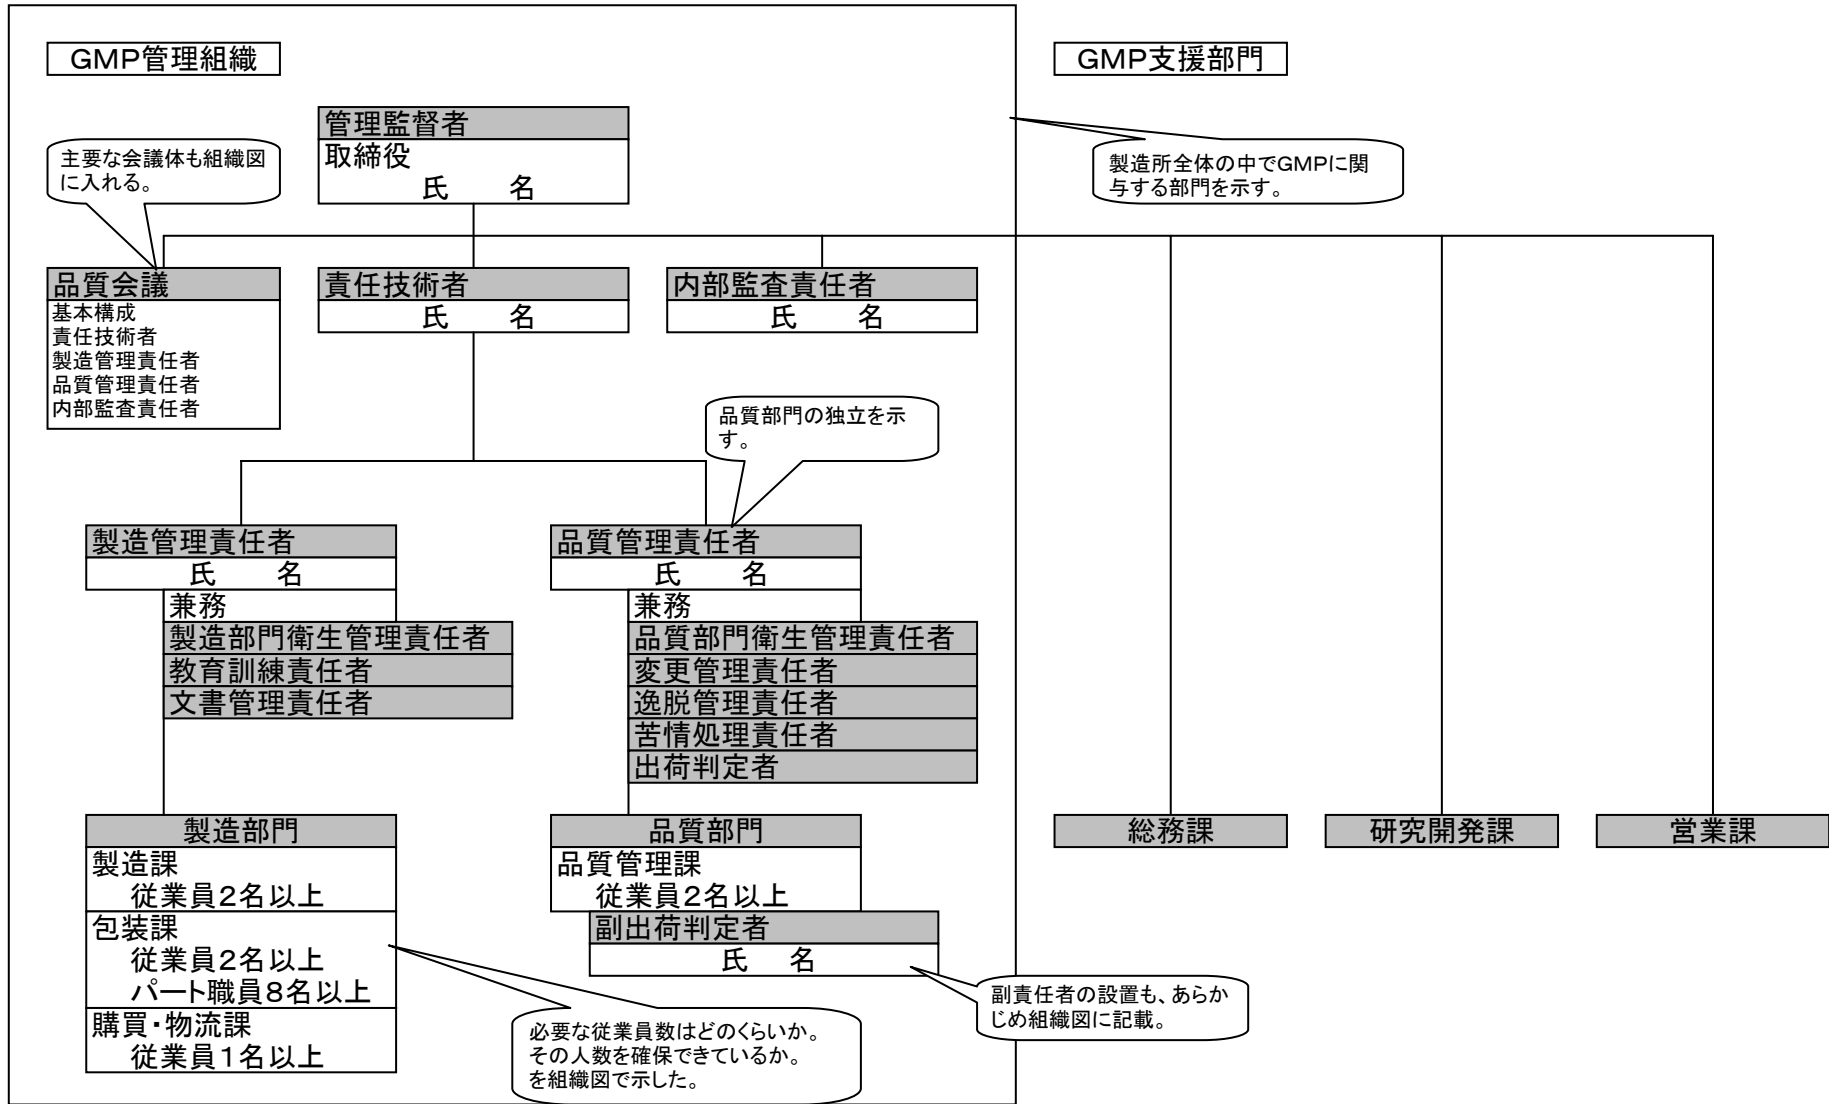 GMP管理組織
GMP支援部門
管理監督者
取締役
氏　　名
主要な会議体も組織図
に入れる。
製造所全体の中でGMPに関
与する部門を示す。
品質会議
基本構成
責任技術者
製造管理責任者
品質管理責任者
内部監査責任者
責任技術者
氏　　名
内部監査責任者
氏　　名
品質部門の独立を示
す。
製造管理責任者
氏　　名
兼務
製造部門衛生管理責任者
教育訓練責任者
文書管理責任者
品質管理責任者
氏　　名
兼務
品質部門衛生管理責任者
変更管理責任者
逸脱管理責任者
苦情処理責任者
出荷判定者
製造部門
製造課
従業員２名以上
包装課
従業員２名以上
パート職員８名以上
購買・物流課
従業員１名以上
品質部門
品質管理課
従業員２名以上
副出荷判定者
氏　名
総務課
研究開発課
営業課
副責任者の設置も、あらか
じめ組織図に記載。
必要な従業員数はどのくらいか。
その人数を確保できているか。
を組織図で示した。